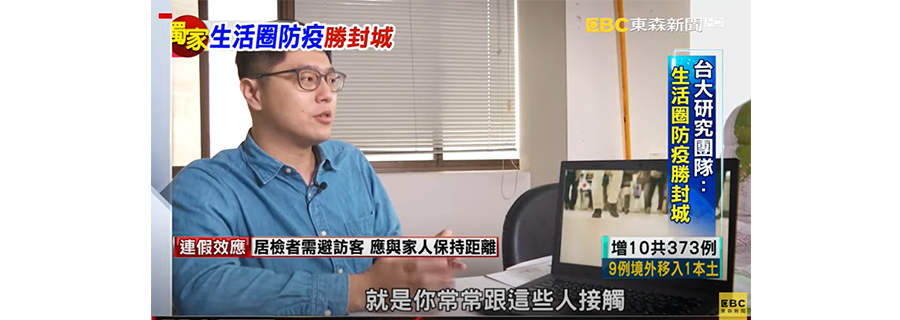 獨家 生活圈防疫勝封城
EBC東森新聞
台大研究團隊：
生活圈防疫勝封城
連假效應 居檢者需避訪客 應與家人保持距離
增10共373例
9例境外移入1本土
就是你常常跟這些人接觸
EBC
東森新聞